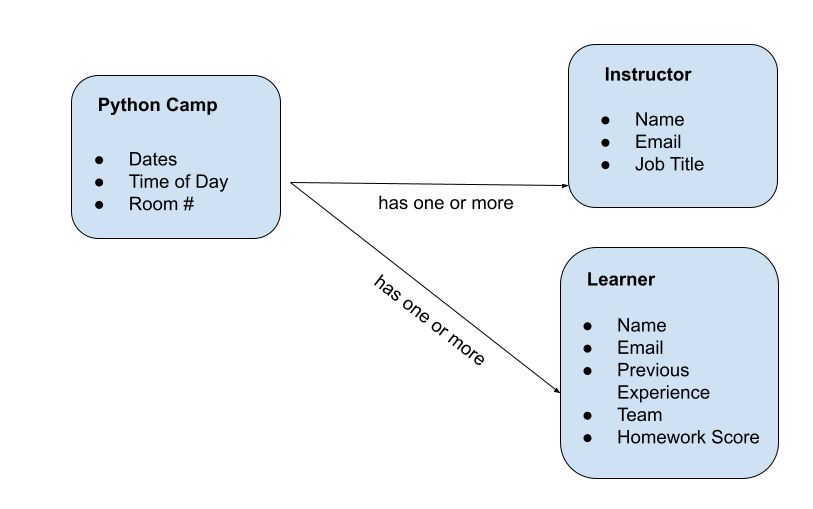 Python Camp
● Dates
● Time of Day
● Room #
has one or more
has one or more
Instructor
● Name
● Email
● Job Title
Learner
● Name
● Email
● Previous
Experience
● Team
● Homework Score